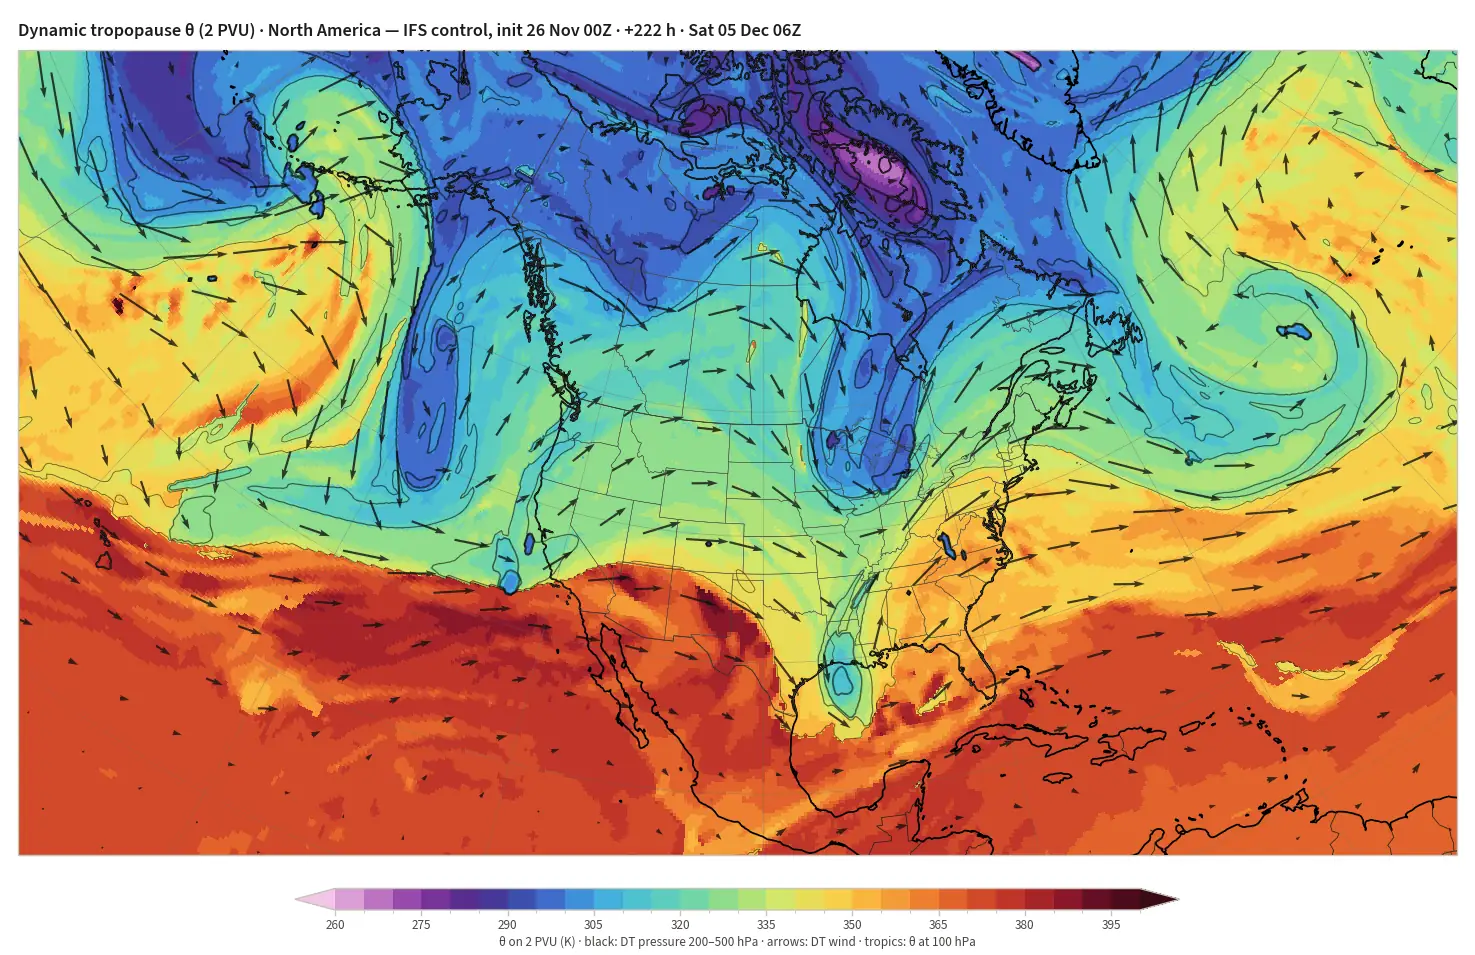 Dynamic tropopause θ (2 PVU) · North America — IFS control, init 26 Nov 00Z · +222 h · Sat 05 Dec 06Z
260 275 290 305 320 335 350 365 380 395
θ on 2 PVU (K) · black: DT pressure 200–500 hPa · arrows: DT wind · tropics: θ at 100 hPa